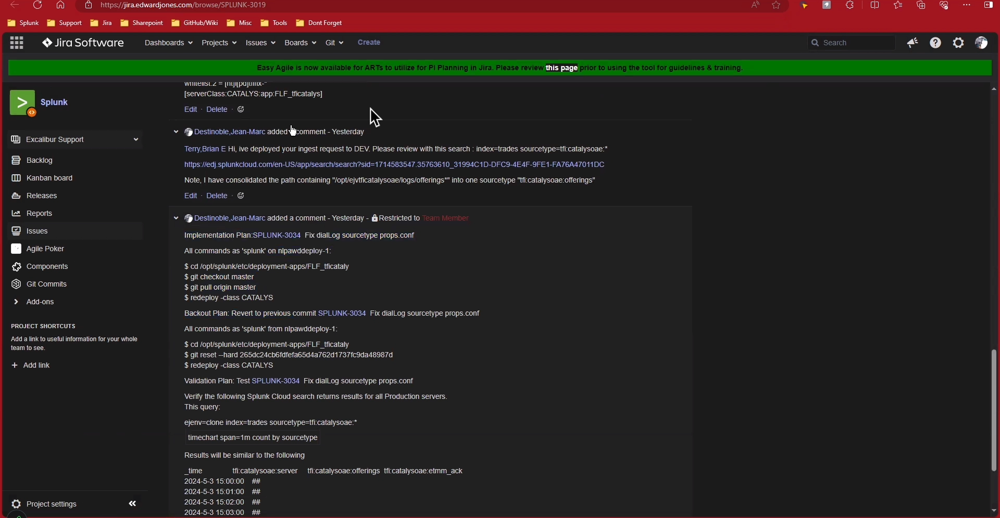 https://jira.edwardjones.com/browse/SPLUNK-3019
Splunk Support Jira Sharepoint GitHub/Wiki Misc Tools Dont Forget
Jira Software Dashboards Projects Issues Boards Git Create Search
Easy Agile is now available for ARTs to utilize for PI Planning in Jira. Please review this page prior to using the tool for guidelines & training.
Splunk
Excalibur Support
Backlog
Kanban board
Releases
Reports
Issues
Agile Poker
Components
Git Commits
Add-ons
PROJECT SHORTCUTS
Add a link to useful information for your whole
team to see.
+ Add link
Project settings
[serverClass:CATALYS:app:FLF_tficatalys]
Edit · Delete ·
Destinoble,Jean-Marc added comment - Yesterday
Terry,Brian E Hi, ive deployed your ingest request to DEV. Please review with this search : index=trades sourcetype=tfi:catalysoae:*
https://edj.splunkcloud.com/en-US/app/search/search?sid=1714583547.35763610_31994C1D-DFC9-4E4F-9FE1-FA76A47011DC
Note, I have consolidated the path containing "/opt/ejvtficatalysoae/logs/offerings*" into one sourcetype "tfi:catalysoae:offerings"
Edit · Delete ·
Destinoble,Jean-Marc added a comment - Yesterday - Restricted to Team Member
Implementation Plan:SPLUNK-3034 Fix dialLog sourcetype props.conf
All commands as 'splunk' on nlpawddeploy-1:
$ cd /opt/splunk/etc/deployment-apps/FLF_tficataly
$ git checkout master
$ git pull origin master
$ redeploy -class CATALYS
Backout Plan: Revert to previous commit SPLUNK-3034 Fix dialLog sourcetype props.conf
All commands as 'splunk' from nlpawddeploy-1:
$ cd /opt/splunk/etc/deployment-apps/FLF_tficataly
$ git reset --hard 265dc24cb6fdfefa65d4a762d1737fc9da48987d
$ redeploy -class CATALYS
Validation Plan: Test SPLUNK-3034 Fix dialLog sourcetype props.conf
Verify the following Splunk Cloud search returns results for all Production servers.
This query:
ejenv=clone index=trades sourcetype=tfi:catalysoae:*
timechart span=1m count by sourcetype
Results will be similar to the following
_time tfi:catalysoae:server tfi:catalysoae:offerings tfi:catalysoae:etmm_ack
2024-5-3 15:00:00 ##
2024-5-3 15:01:00 ##
2024-5-3 15:02:00 ##
2024-5-3 15:03:00 ##